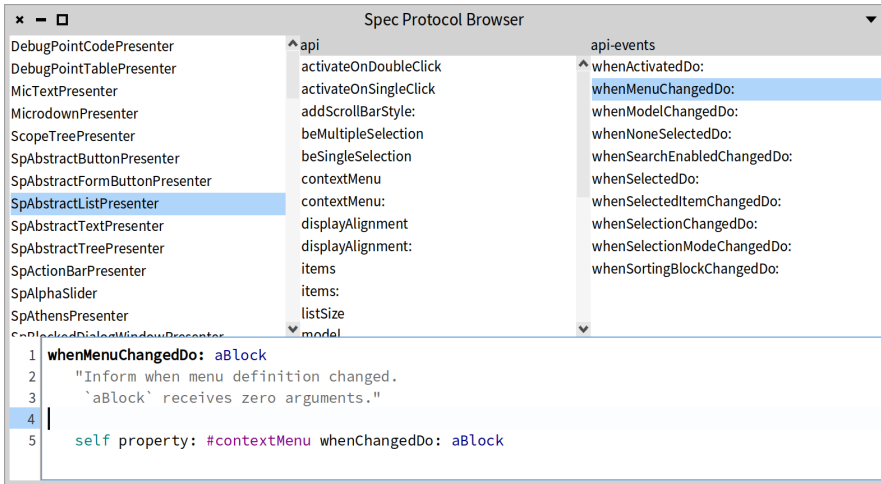 Spec Protocol Browser
DebugPointCodePresenter
DebugPointTablePresenter
MicTextPresenter
MicrodownPresenter
ScopeTreePresenter
SpAbstractButtonPresenter
SpAbstractFormButtonPresenter
SpAbstractListPresenter
SpAbstractTextPresenter
SpAbstractTreePresenter
SpActionBarPresenter
SpAlphaSlider
SpAthensPresenter
SpBlockedDialogWindowPresenter
api
activateOnDoubleClick
activateOnSingleClick
addScrollBarStyle:
beMultipleSelection
beSingleSelection
contextMenu
contextMenu:
displayAlignment
displayAlignment:
items
items:
listSize
model
api-events
whenActivatedDo:
whenMenuChangedDo:
whenModelChangedDo:
whenNoneSelectedDo:
whenSearchEnabledChangedDo:
whenSelectedDo:
whenSelectedItemChangedDo:
whenSelectionChangedDo:
whenSelectionModeChangedDo:
whenSortingBlockChangedDo:
1 whenMenuChangedDo: aBlock
2 "Inform when menu definition changed.
3 `aBlock` receives zero arguments."
4
5 self property: #contextMenu whenChangedDo: aBlock